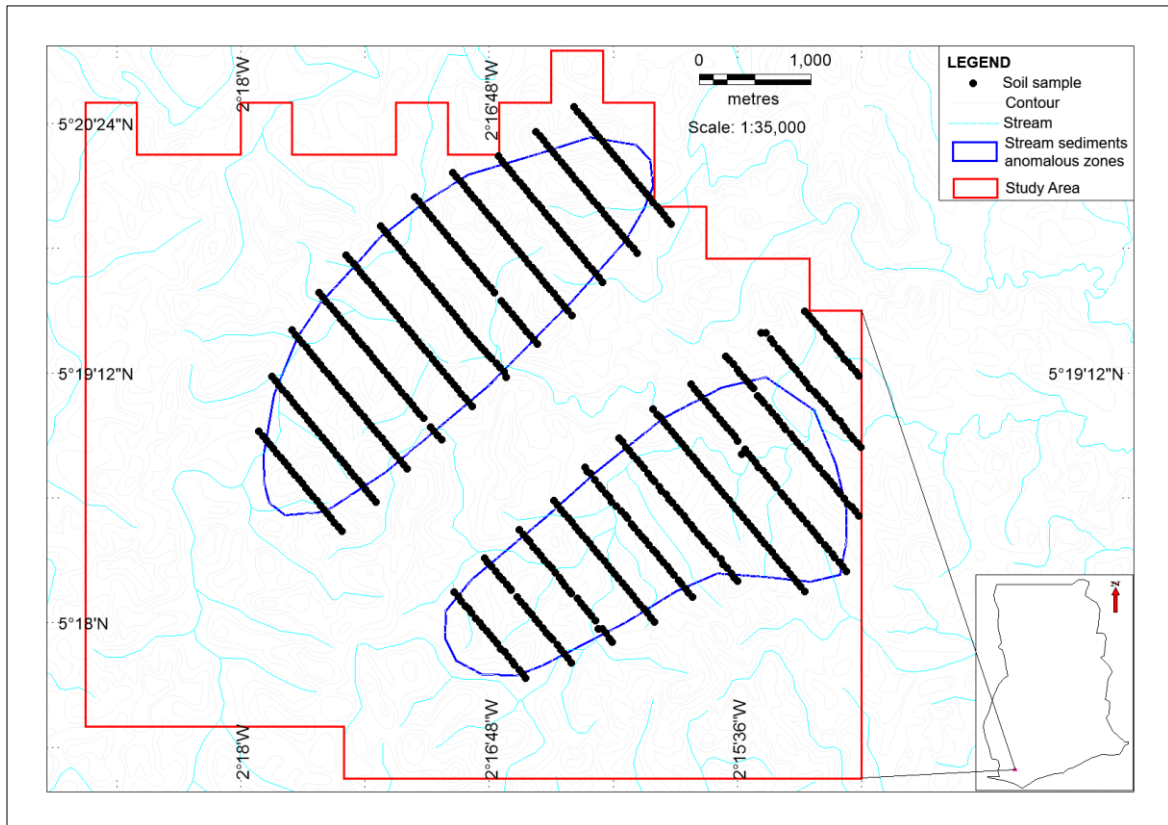 0 1,000
metres
Scale: 1:35,000
LEGEND
Soil sample
Contour
Stream
Stream sediments
anomalous zones
Study Area
2°18'W
2°16'48"W
5°20'24"N
5°19'12"N
5°19'12"N
5°18'N
2°18'W
2°16'48"W
2°15'36"W
N